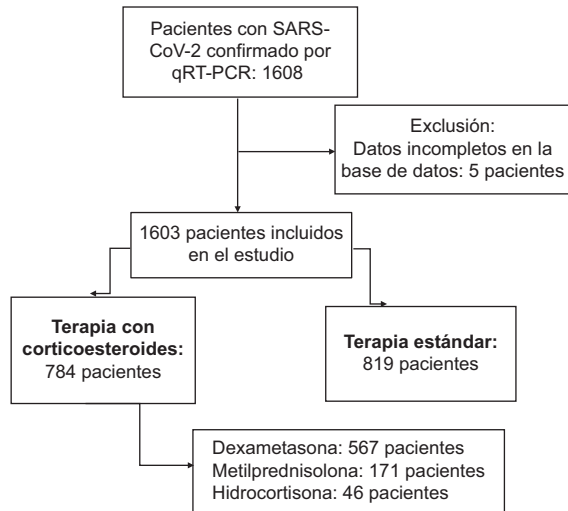 Pacientes con SARS-
CoV-2 confirmado por
qRT-PCR: 1608
Exclusión:
Datos incompletos en la
base de datos: 5 pacientes
1603 pacientes incluidos
en el estudio
Terapia con
corticoesteroides:
784 pacientes
Terapia estándar:
819 pacientes
Dexametasona: 567 pacientes
Metilprednisolona: 171 pacientes
Hidrocortisona: 46 pacientes